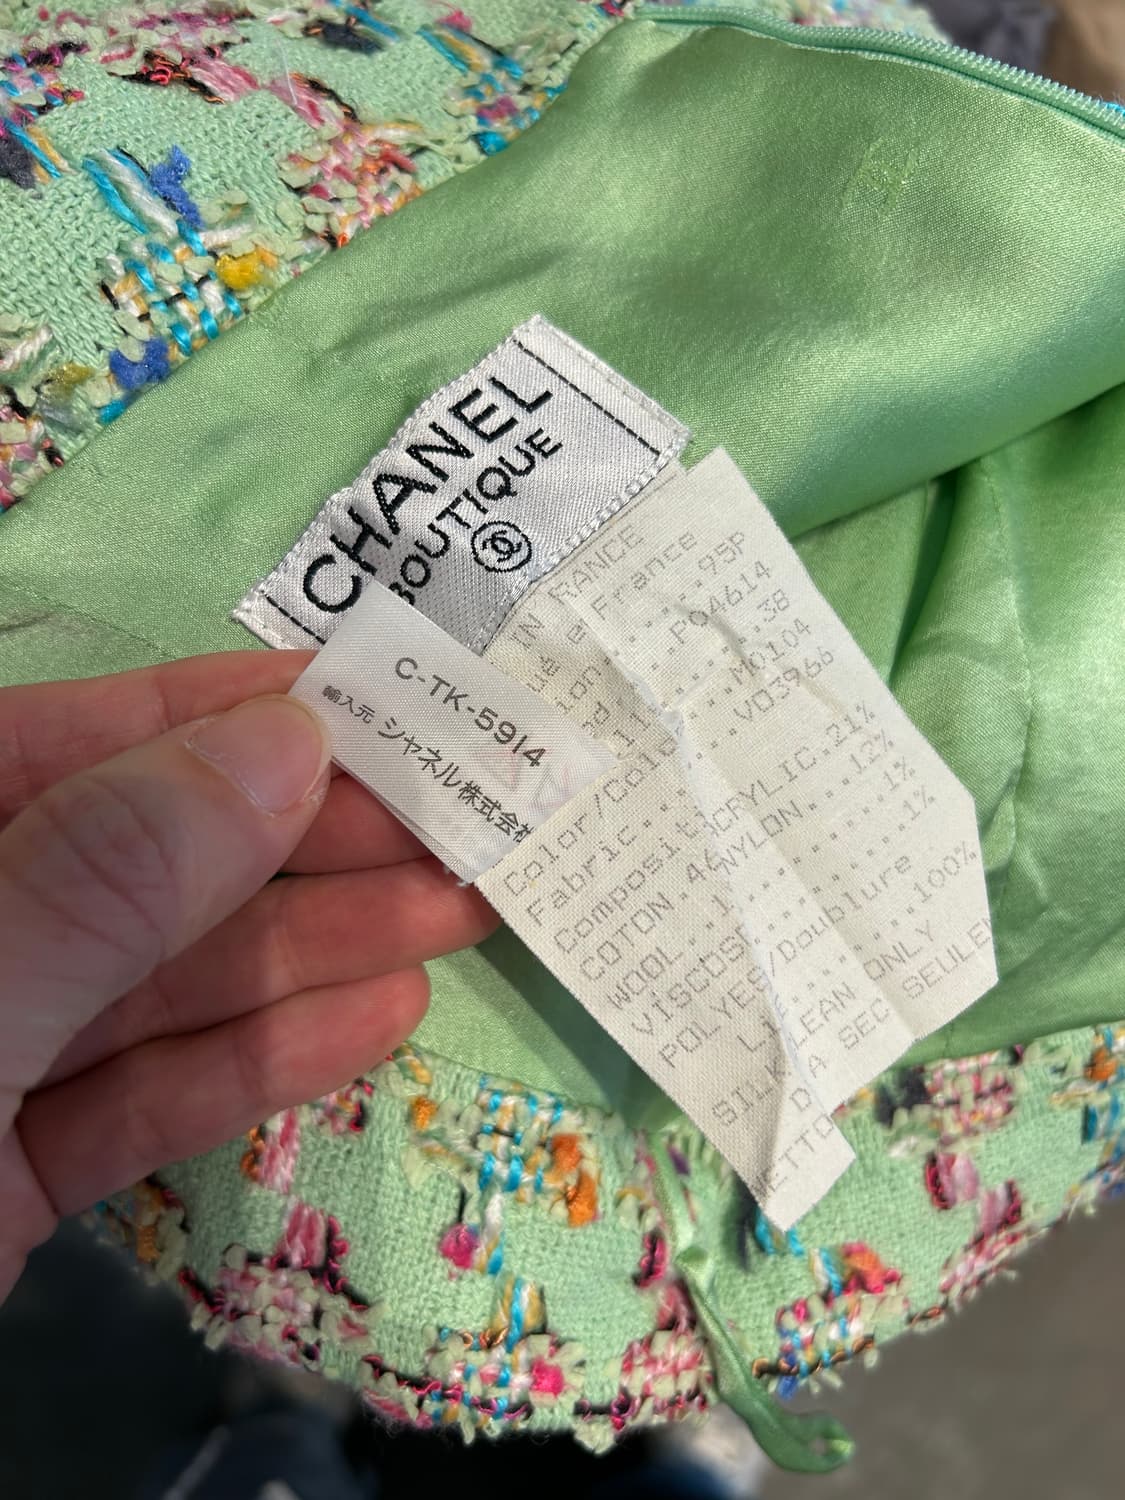 CHANEL
BOUTIQUE
C-TK-5914
輸入元 シャネル株式会社
IN FRANCE
e France
95P
P04614
38
M0104
V03966
Color/Color
Fabric
Composit
ACRYLIC.21%
COTON.46
NYLON...12%
WOOL
1%
VISCOSE
1%
POLYES
/Doublure
100%
SILK
CLEAN ONLY
A SEC SEULEM